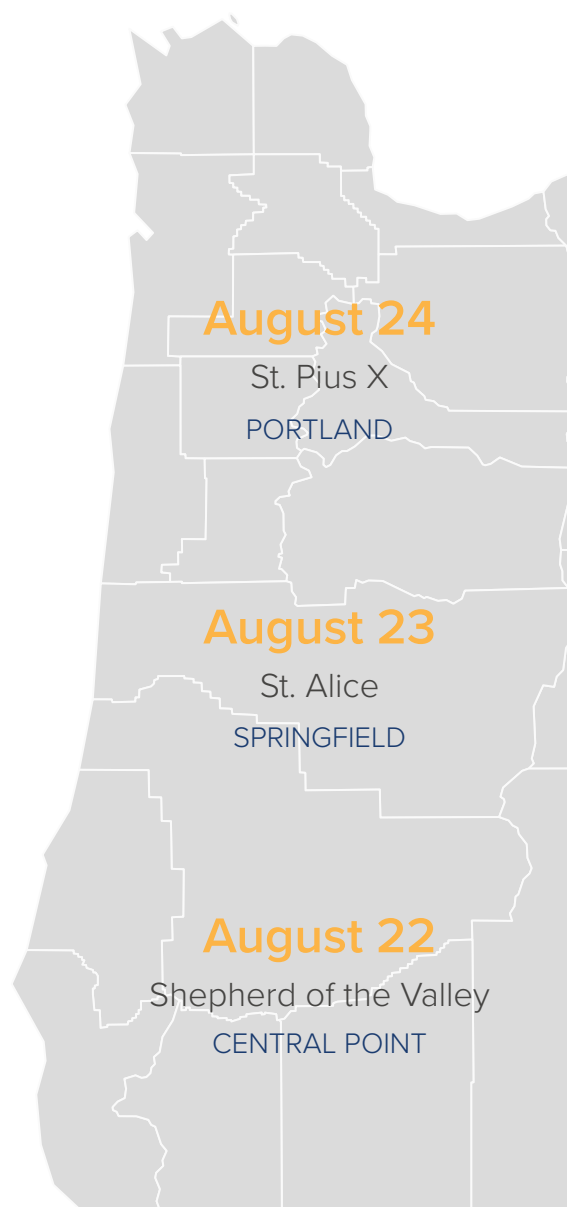 August 24
St. Pius X
PORTLAND
August 23
St. Alice
SPRINGFIELD
August 22
Shepherd of the Valley
CENTRAL POINT